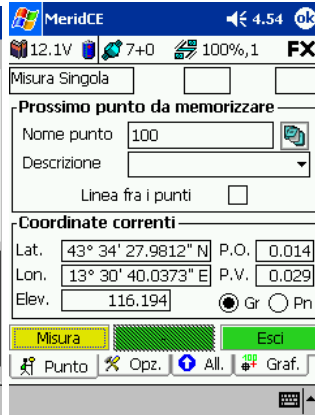 MeridCE 4.54 ok
12.1V 7+0 100%,1 FX
Misura Singola
Prossimo punto da memorizzare
Nome punto 100
Descrizione
Linea fra i punti
Coordinate correnti
Lat. 43° 34' 27.9812" N P.O. 0.014
Lon. 13° 30' 40.0373" E P.V. 0.029
Elev. 116.194 Gr Pn
Misura - Esci
Punto Opz. All. Graf.